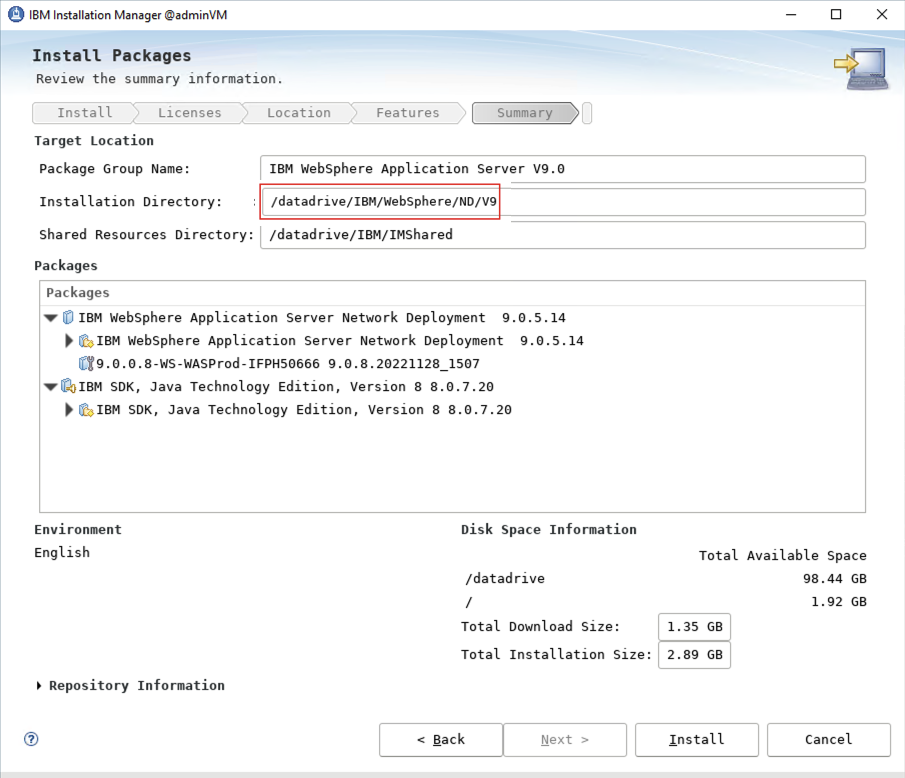 IBM Installation Manager @adminVM
Install Packages
Review the summary information.
Install Licenses Location Features Summary
Target Location
Package Group Name: IBM WebSphere Application Server V9.0
Installation Directory: : /datadrive/IBM/WebSphere/ND/V9
Shared Resources Directory: /datadrive/IBM/IMShared
Packages
Packages
IBM WebSphere Application Server Network Deployment 9.0.5.14
IBM WebSphere Application Server Network Deployment 9.0.5.14
9.0.0.8-WS-WASProd-IFPH50666 9.0.8.20221128_1507
IBM SDK, Java Technology Edition, Version 8 8.0.7.20
IBM SDK, Java Technology Edition, Version 8 8.0.7.20
Environment
English
Disk Space Information
Total Available Space
/datadrive 98.44 GB
/ 1.92 GB
Total Download Size: 1.35 GB
Total Installation Size: 2.89 GB
Repository Information
? < Back Next > Install Cancel